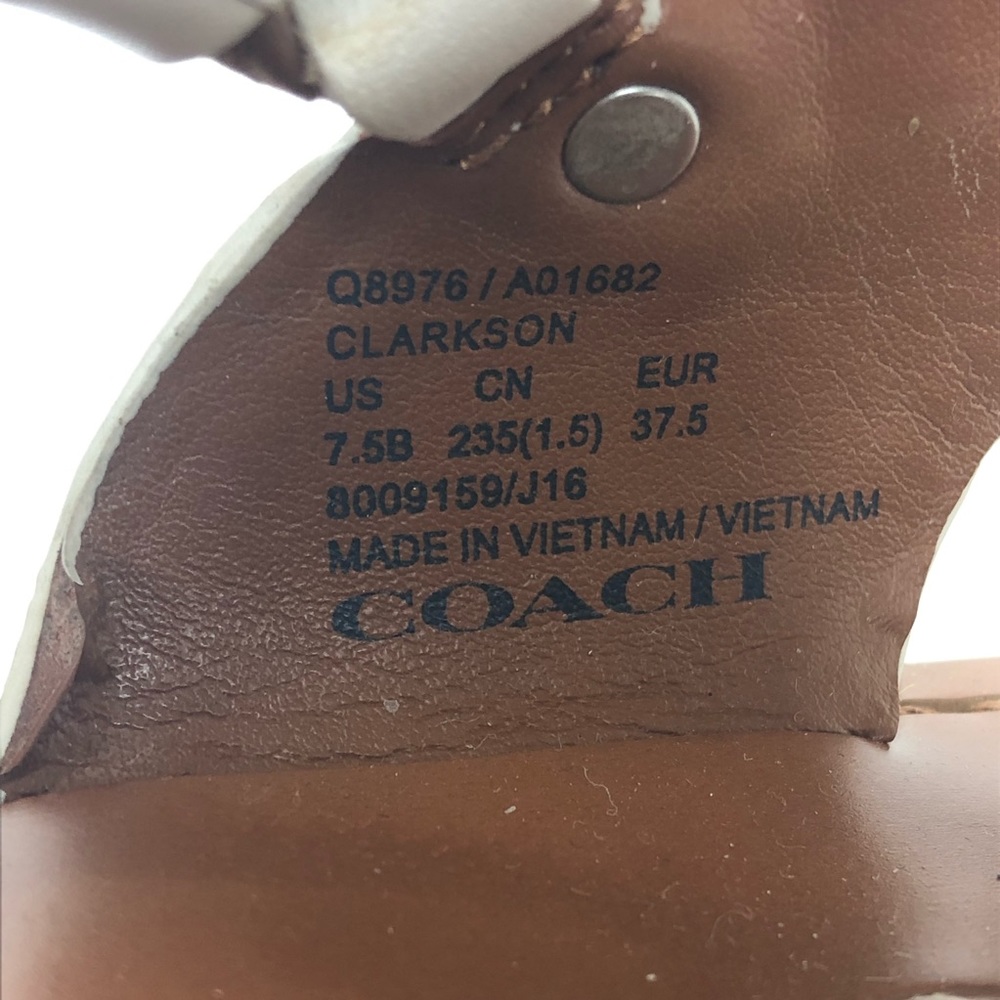 Q8976 / A01682
CLARKSON
US CN EUR
7.5B 235(1.5) 37.5
8009159/J16
MADE IN VIETNAM / VIETNAM
COACH